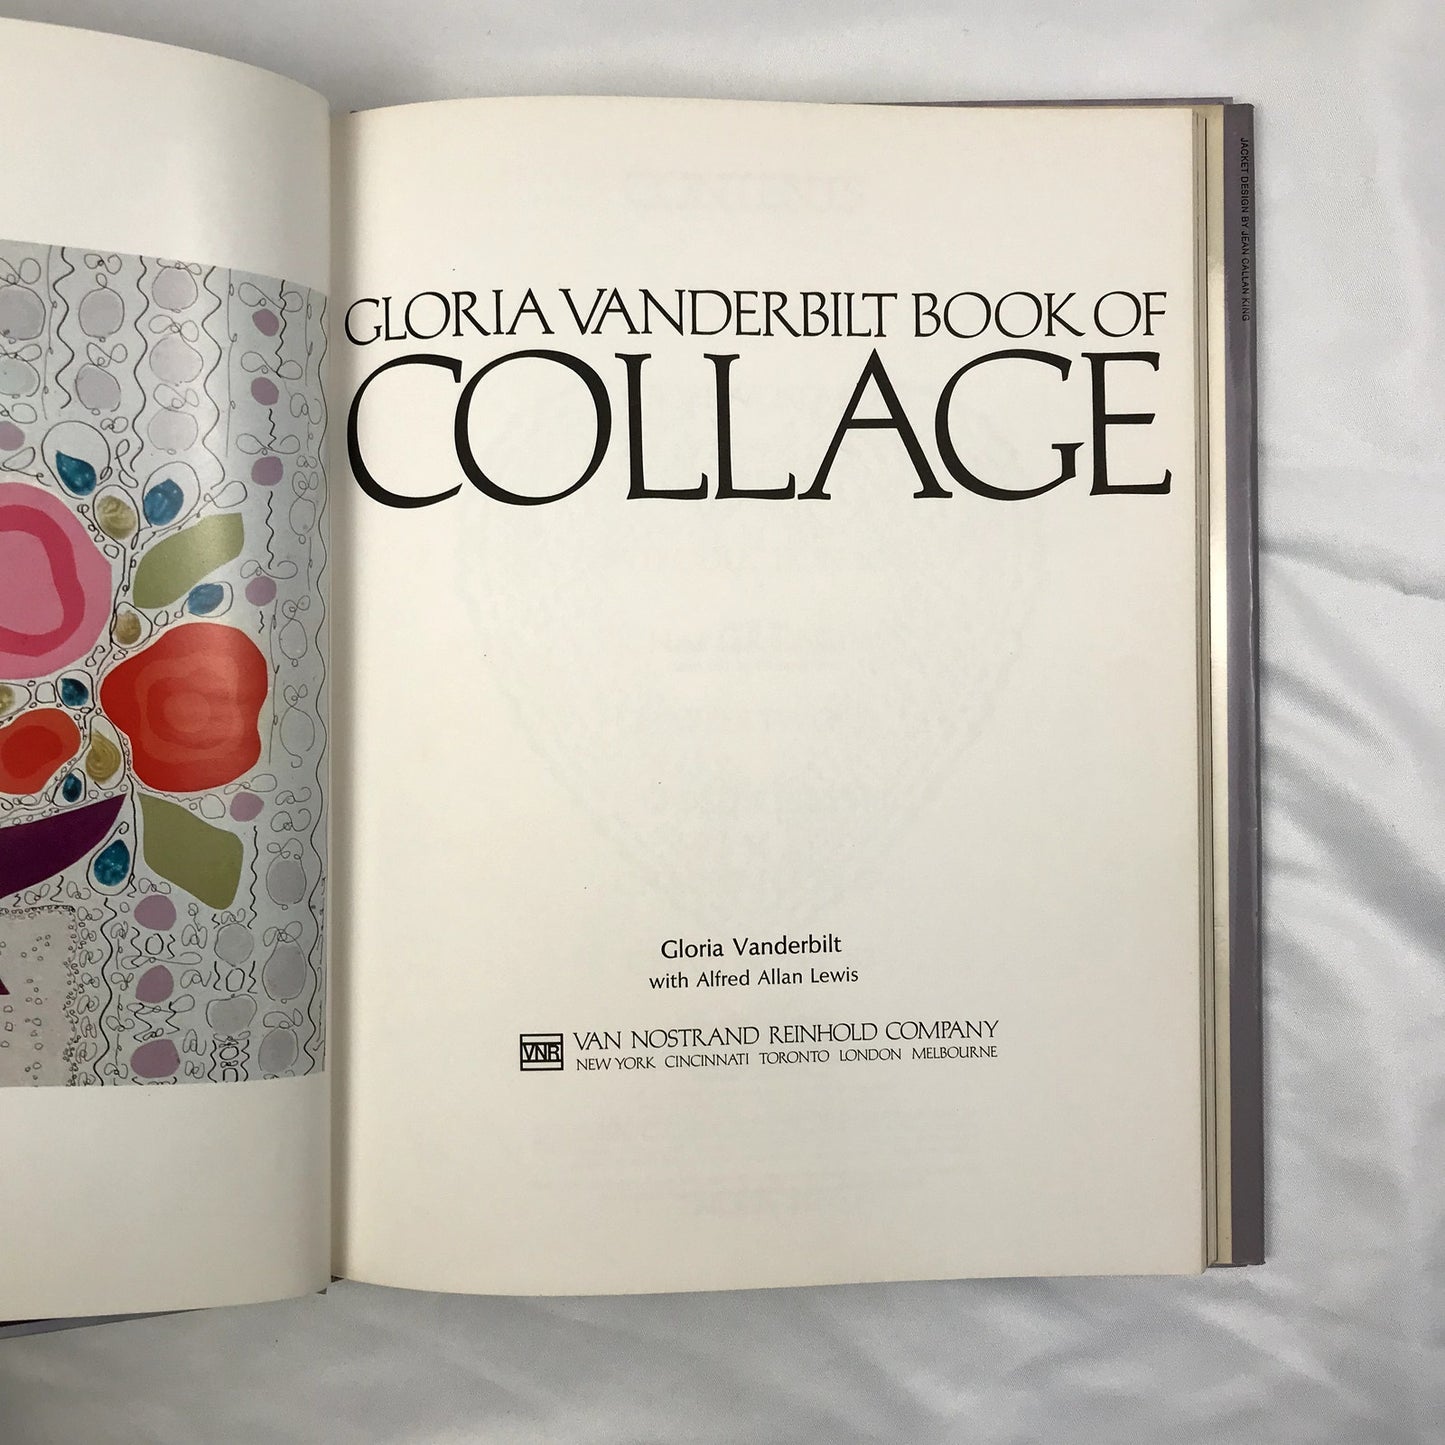 GLORIA VANDERBILT BOOK OF
COLLAGE
Gloria Vanderbilt
with Alfred Allan Lewis
VNR
VAN NOSTRAND REINHOLD COMPANY
NEW YORK CINCINNATI TORONTO LONDON MELBOURNE
JACKET DESIGN BY JEAN CALLAN KING